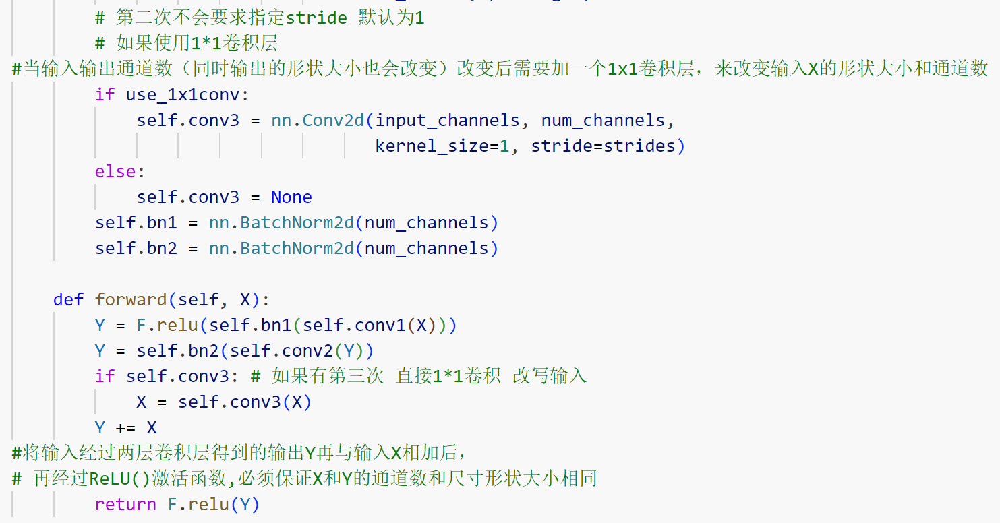 # 第二次不会要求指定stride 默认为1
# 如果使用1*1卷积层
#当输入输出通道数（同时输出的形状大小也会改变）改变后需要加一个1x1卷积层，来改变输入X的形状大小和通道数
if use_1x1conv:
self.conv3 = nn.Conv2d(input_channels, num_channels,
kernel_size=1, stride=strides)
else:
self.conv3 = None
self.bn1 = nn.BatchNorm2d(num_channels)
self.bn2 = nn.BatchNorm2d(num_channels)
def forward(self, X):
Y = F.relu(self.bn1(self.conv1(X)))
Y = self.bn2(self.conv2(Y))
if self.conv3: # 如果有第三次 直接1*1卷积 改写输入
X = self.conv3(X)
Y += X
#将输入经过两层卷积层得到的输出Y再与输入X相加后，
# 再经过ReLU()激活函数,必须保证X和Y的通道数和尺寸形状大小相同
return F.relu(Y)